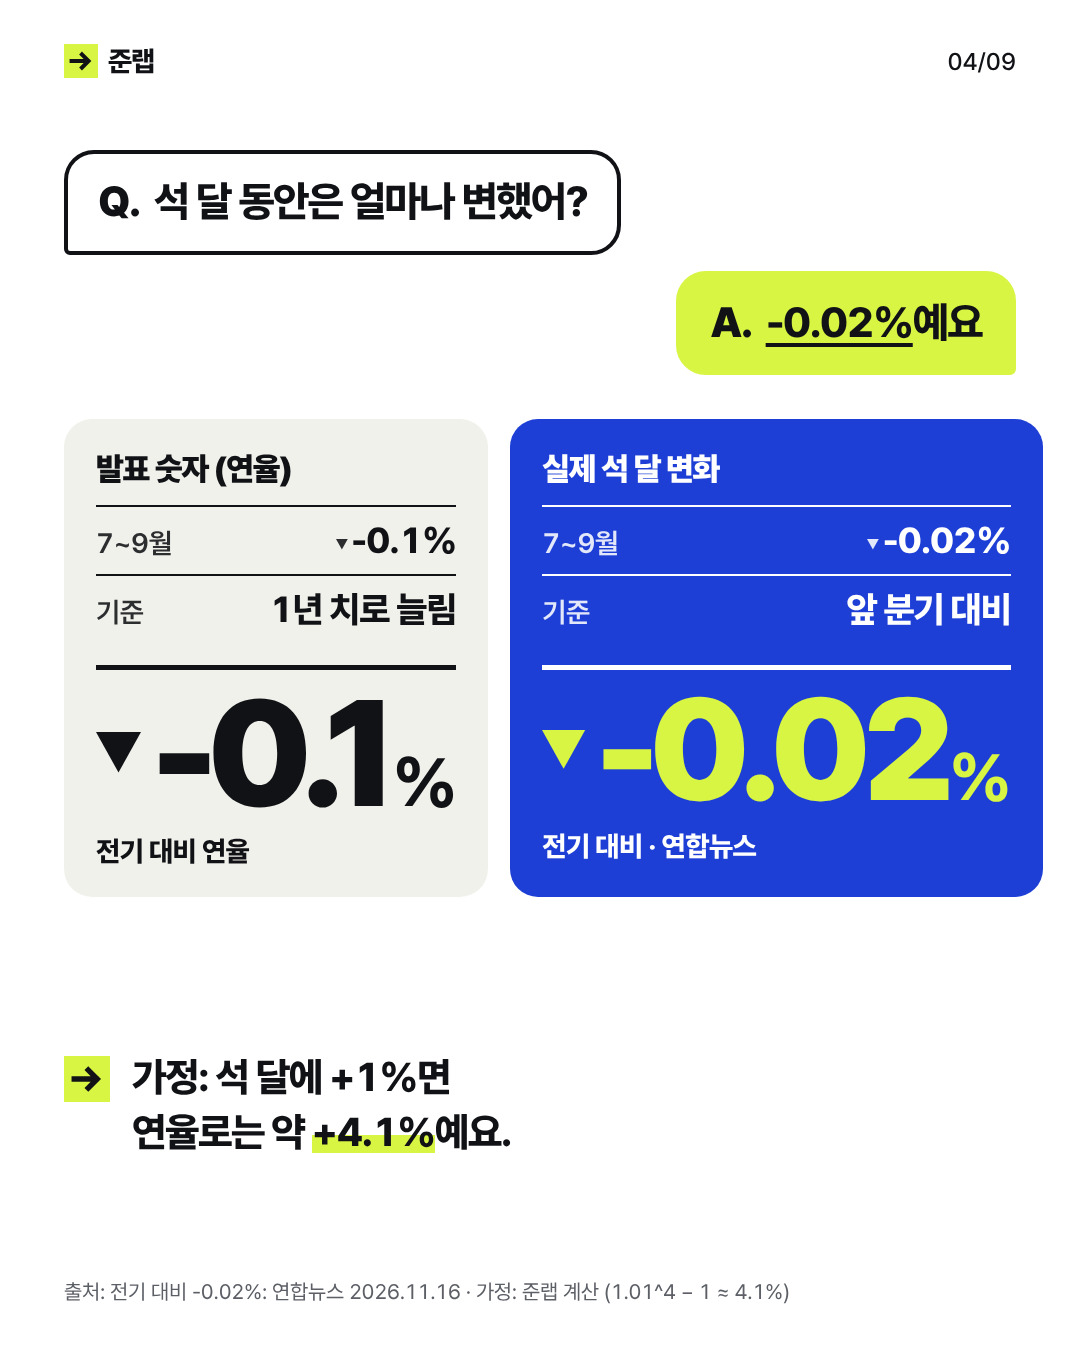 준랩
04/09
Q. 석 달 동안은 얼마나 변했어?
A. -0.02%예요
발표 숫자 (연율)
7~9월 ▼-0.1%
기준 1년 치로 늘림
▼-0.1%
전기 대비 연율
실제 석 달 변화
7~9월 ▼-0.02%
기준 앞 분기 대비
▼-0.02%
전기 대비 · 연합뉴스
가정: 석 달에 +1%면
연율로는 약 +4.1%예요.
출처: 전기 대비 -0.02%: 연합뉴스 2026.11.16 · 가정: 준랩 계산 (1.01^4 − 1 ≈ 4.1%)